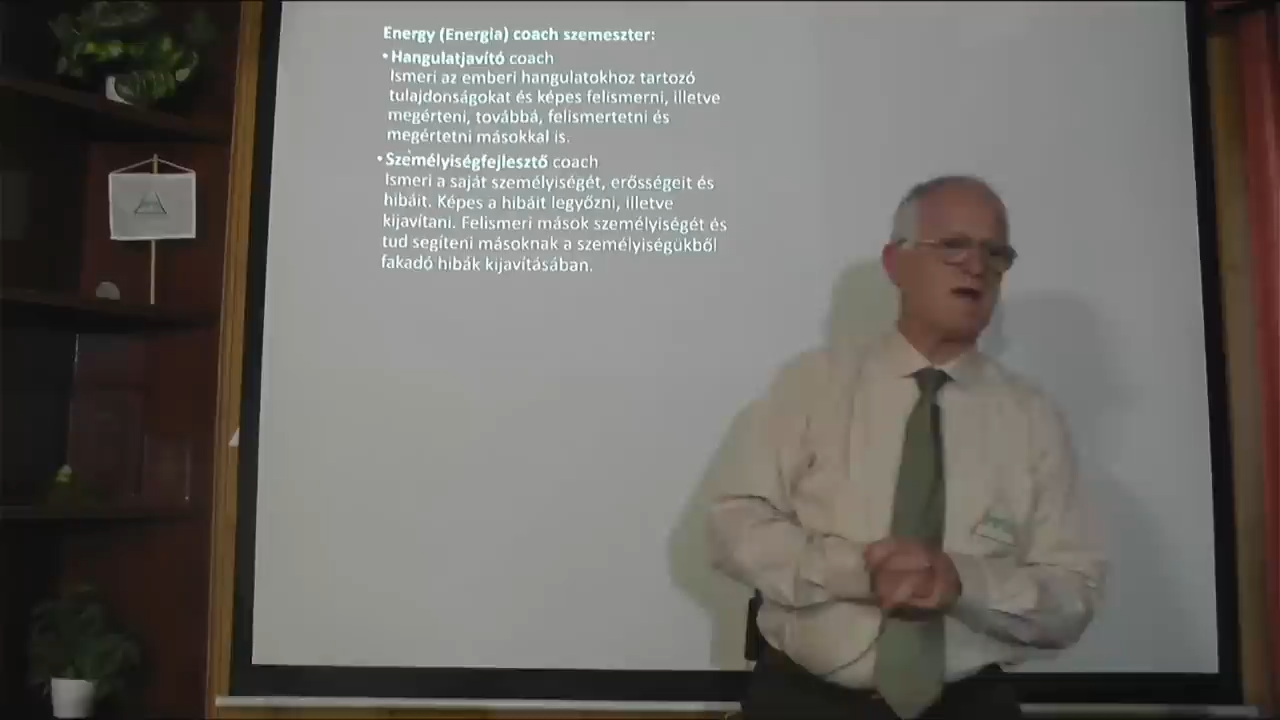 Energy (Energia) coach szemeszter:
• Hangulatjavító coach
Ismeri az emberi hangulatokhoz tartozó
tulajdonságokat és képes felismerni, illetve
megérteni, továbbá, felismertetni és
megértetni másokkal is.
• Személyiségfejlesztő coach
Ismeri a saját személyiségét, erősségeit és
hibáit. Képes a hibáit legyőzni, illetve
kijavítani. Felismeri mások személyiségét és
tud segíteni másoknak a személyiségükből
fakadó hibák kijavításában.